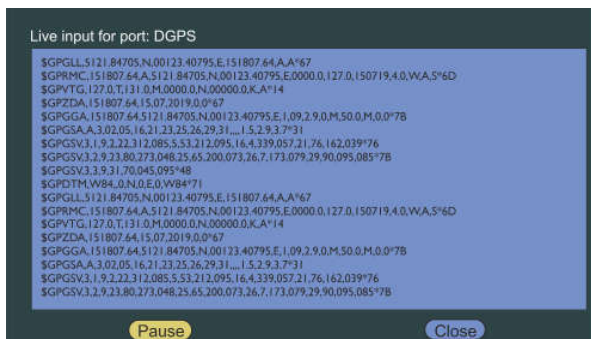 Live input for port: DGPS
$GPGLL,5121.84705,N,00123.40795,E,151807.64,A,A*67
$GPRMC,151807.64,A,5121.84705,N,00123.40795,E,0000.0,127.0,150719,4.0,W,A,S*6D
$GPVTG,127.0,T,131.0,M,0000.0,N,00000.0,K,A*14
$GPZDA,151807.64,15,07,2019,0,0*67
$GPGGA,151807.64,5121.84705,N,00123.40795,E,1,09,2.9,0,M,50.0,M,0,0*7B
$GPGSA,A,3,02,05,16,21,23,25,26,29,31,,,,1.5,2.9,3.7*31
$GPGSV,3,1,9,2,22,312,085,5,53,212,095,16,4,339,057,21,76,162,039*76
$GPGSV,3,2,9,23,80,273,048,25,65,200,073,26,7,173,079,29,90,095,085*7B
$GPGSV,3,3,9,31,70,045,095*48
$GPDTM,W84,,0,N,0,E,0,W84*71
$GPGLL,5121.84705,N,00123.40795,E,151807.64,A,A*67
$GPRMC,151807.64,A,5121.84705,N,00123.40795,E,0000.0,127.0,150719,4.0,W,A,S*6D
$GPVTG,127.0,T,131.0,M,0000.0,N,00000.0,K,A*14
$GPZDA,151807.64,15,07,2019,0,0*67
$GPGGA,151807.64,5121.84705,N,00123.40795,E,1,09,2.9,0,M,50.0,M,0,0*7B
$GPGSA,A,3,02,05,16,21,23,25,26,29,31,,,,1.5,2.9,3.7*31
$GPGSV,3,1,9,2,22,312,085,5,53,212,095,16,4,339,057,21,76,162,039*76
$GPGSV,3,2,9,23,80,273,048,25,65,200,073,26,7,173,079,29,90,095,085*7B
Pause
Close